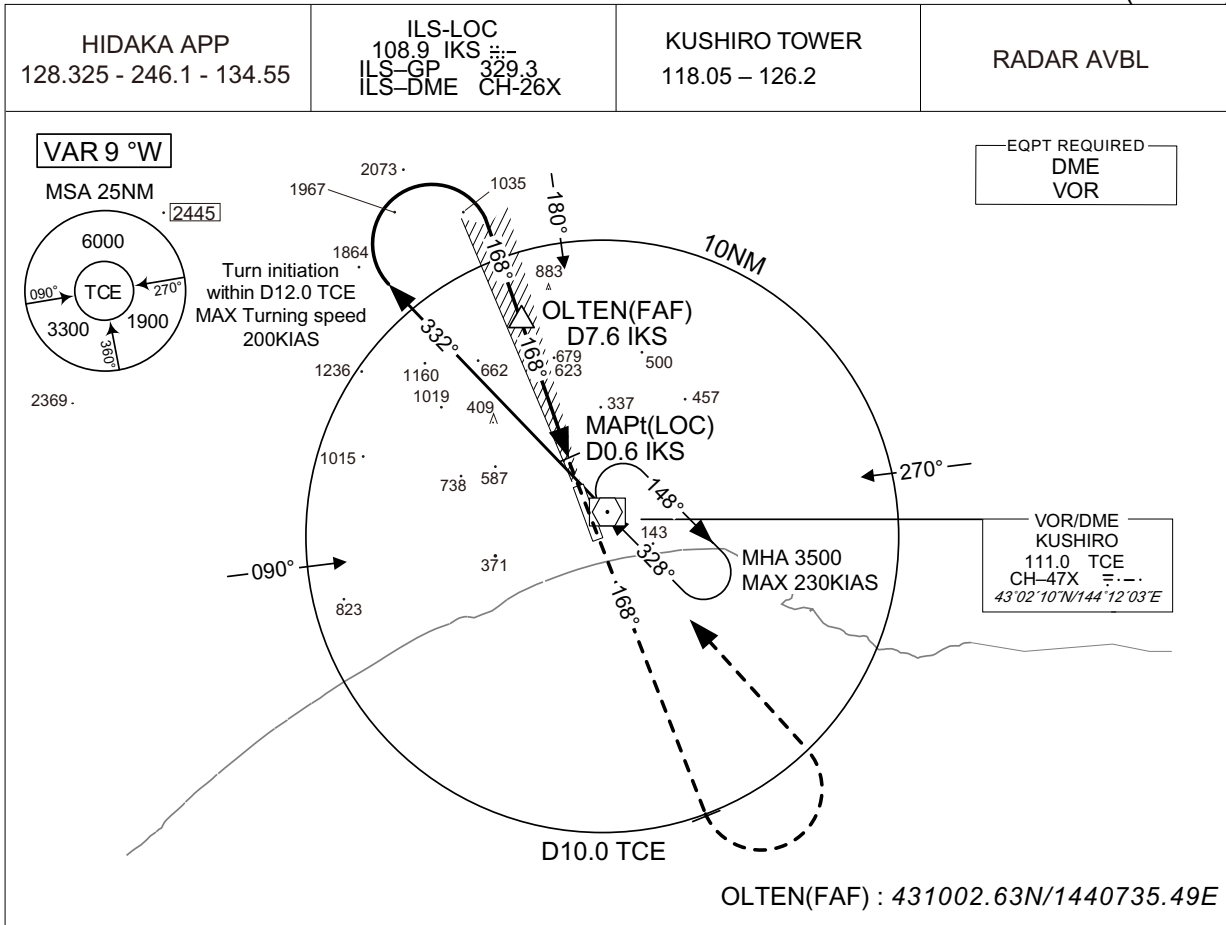 HIDAKA APP
128.325 - 246.1 - 134.55
ILS-LOC
108.9 IKS
ILS–GP 329.3
ILS–DME CH-26X
KUSHIRO TOWER
118.05 – 126.2
RADAR AVBL
VAR 9 °W
EQPT REQUIRED
DME
VOR
MSA 25NM
2445
6000
090°
TCE
270°
3300
1900
360°
2369
Turn initiation
within D12.0 TCE
MAX Turning speed
200KIAS
2073
1967
1035
1864
180°
10NM
168°
883
OLTEN(FAF)
D7.6 IKS
332°
168°
679
623
500
1236
1160
662
1019
409
337
457
MAPt(LOC)
D0.6 IKS
1015
738
587
270°
148°
143
328°
MHA 3500
MAX 230KIAS
VOR/DME
KUSHIRO
111.0 TCE
CH–47X
43°02´10"N/144°12´03"E
090°
371
823
168°
D10.0 TCE
OLTEN(FAF) : 431002.63N/1440735.49E